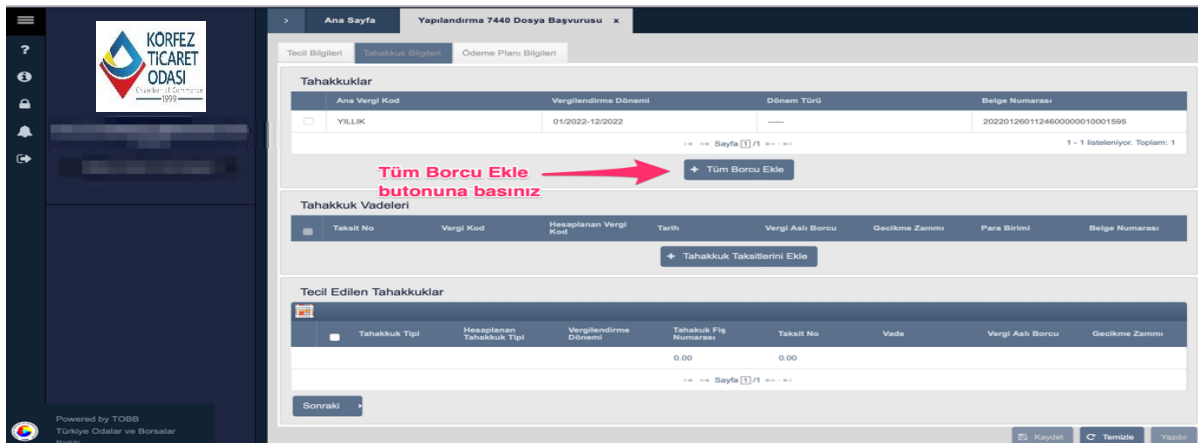 > Ana Sayfa Yapılandırma 7440 Dosya Başvurusu x
KÖRFEZ
TİCARET
ODASI
Chamber of Commerce
1999
Tecil Bilgileri Tahakkuk Bilgileri Ödeme Planı Bilgileri
Tahakkuklar
Ana Vergi Kod Vergilendirme Dönemi Dönem Türü Belge Numarası
YILLIK 01/2022-12/2022 ----- 2022012601124600000010001595
Sayfa 1 /1 1 - 1 listeleniyor. Toplam: 1
+ Tüm Borcu Ekle
Tüm Borcu Ekle
butonuna basınız
Tahakkuk Vadeleri
Taksit No Vergi Kod Hesaplanan Vergi Kod Tarih Vergi Aslı Borcu Gecikme Zammı Para Birimi Belge Numarası
+ Tahakkuk Taksitlerini Ekle
Tecil Edilen Tahakkuklar
Tahakkuk Tipi Hesaplanan Tahakkuk Tipi Vergilendirme Dönemi Tahakuk Fiş Numarası Taksit No Vade Vergi Aslı Borcu Gecikme Zammı
0.00 0.00
Sayfa 1 /1
Sonraki
Powered by TOBB
Türkiye Odalar ve Borsalar
Birliği
Kaydet Temizle Yazdır